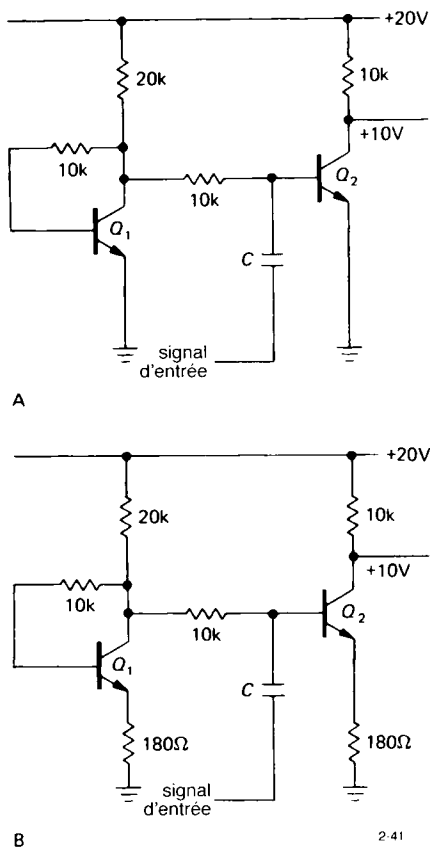 +20V
20k
10k
10k
+10V
10k
Q₁
Q₂
C
signal
d'entrée
A
+20V
20k
10k
10k
+10V
10k
Q₁
Q₂
C
180Ω
180Ω
signal
d'entrée
B
2-41